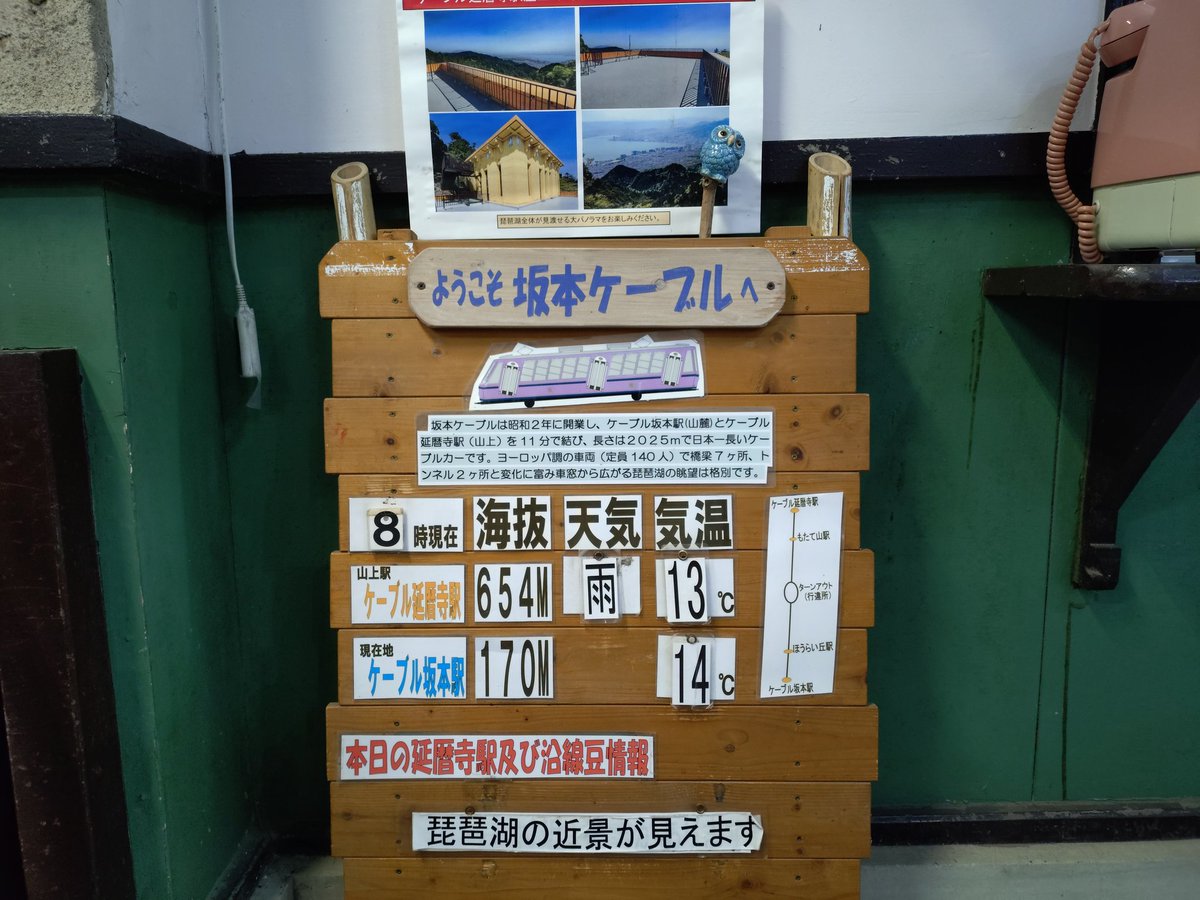 琵琶湖全体が見渡せる大パノラマをお楽しみください。
ようこそ 坂本ケーブルへ
坂本ケーブルは昭和2年に開業し、ケーブル坂本駅(山麓)とケーブル
延暦寺駅(山上)を11分で結び、長さは2025mで日本一長いケー
ブルカーです。ヨーロッパ調の車両(定員140人)で橋梁7ヶ所、ト
ンネル2ヶ所と変化に富み車窓から広がる琵琶湖の眺望は格別です。
8時現在 海抜 天気 気温
山上駅
ケーブル延暦寺駅 654M 雨 13℃
現在地
ケーブル坂本駅 170M 14℃
ケーブル延暦寺駅
もたて山駅
ターンアウト
(行違所)
ほうらい丘駅
ケーブル坂本駅
本日の延暦寺駅及び沿線豆情報
琵琶湖の近景が見えます